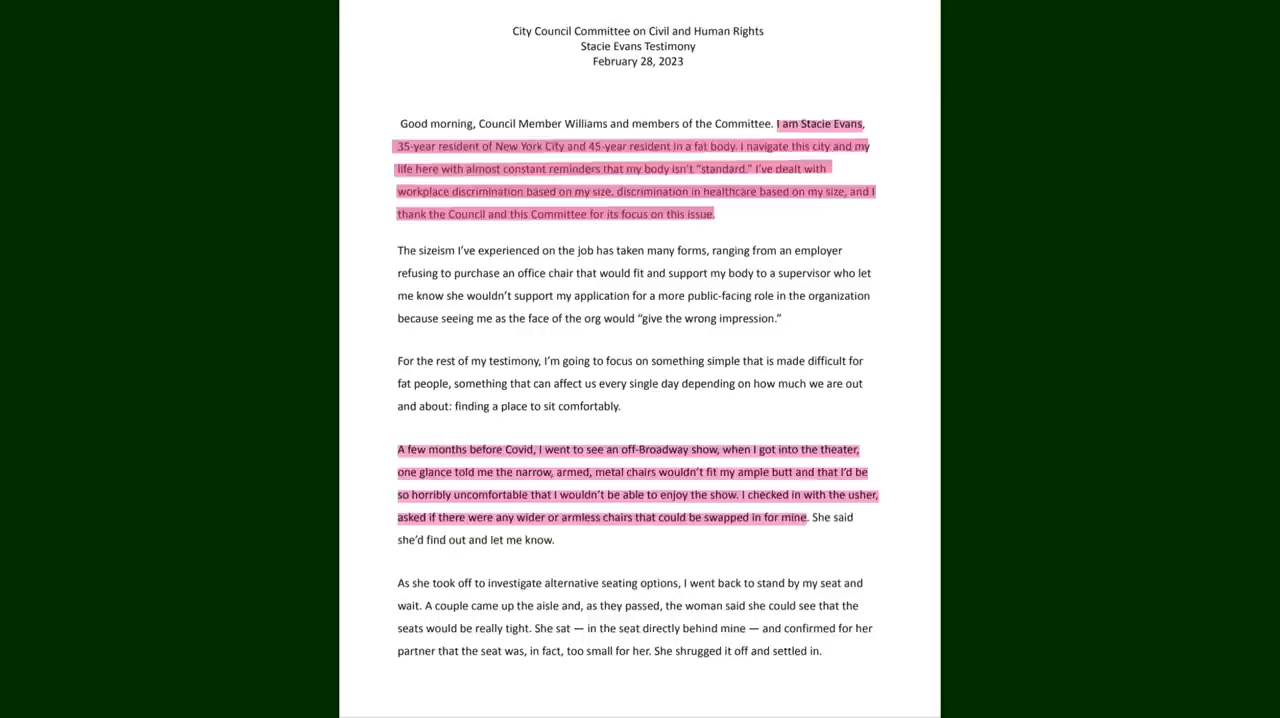 City Council Committee on Civil and Human Rights
Stacie Evans Testimony
February 28, 2023
Good morning, Council Member Williams and members of the Committee. I am Stacie Evans,
35-year resident of New York City and 45-year resident in a fat body. I navigate this city and my
life here with almost constant reminders that my body isn’t “standard.” I’ve dealt with
workplace discrimination based on my size, discrimination in healthcare based on my size, and I
thank the Council and this Committee for its focus on this issue.
The sizeism I’ve experienced on the job has taken many forms, ranging from an employer
refusing to purchase an office chair that would fit and support my body to a supervisor who let
me know she wouldn’t support my application for a more public-facing role in the organization
because seeing me as the face of the org would “give the wrong impression.”
For the rest of my testimony, I’m going to focus on something simple that is made difficult for
fat people, something that can affect us every single day depending on how much we are out
and about: finding a place to sit comfortably.
A few months before Covid, I went to see an off-Broadway show, when I got into the theater,
one glance told me the narrow, armed, metal chairs wouldn’t fit my ample butt and that I’d be
so horribly uncomfortable that I wouldn’t be able to enjoy the show. I checked in with the usher,
asked if there were any wider or armless chairs that could be swapped in for mine. She said
she’d find out and let me know.
As she took off to investigate alternative seating options, I went back to stand by my seat and
wait. A couple came up the aisle and, as they passed, the woman said she could see that the
seats would be really tight. She sat — in the seat directly behind mine — and confirmed for her
partner that the seat was, in fact, too small for her. She shrugged it off and settled in.